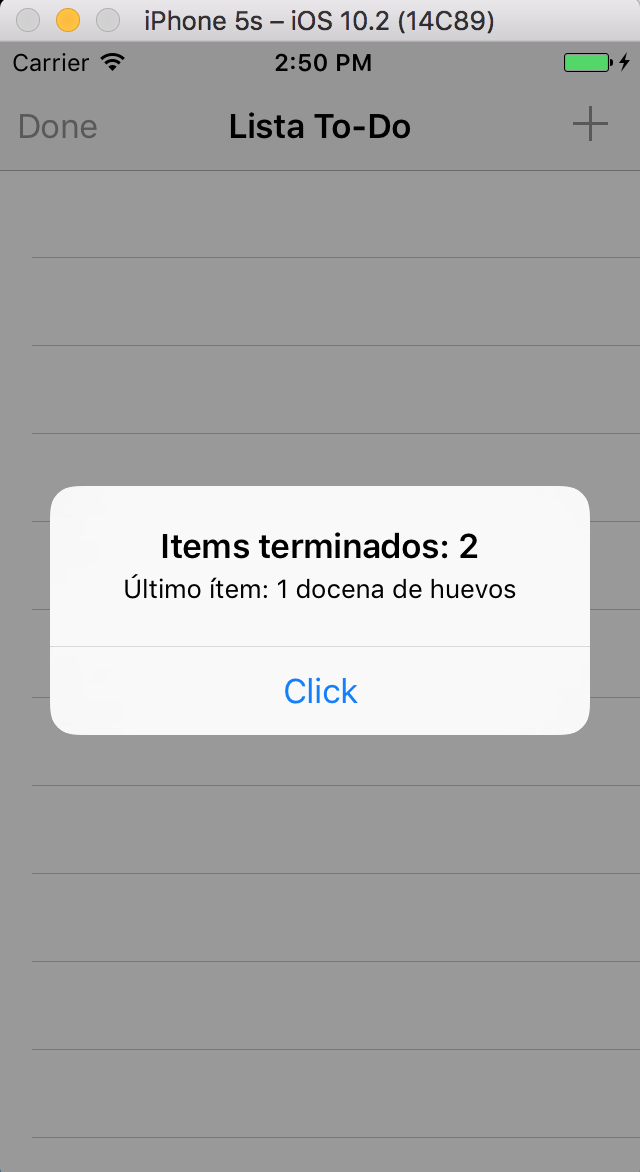 iPhone 5s – iOS 10.2 (14C89)
Carrier 2:50 PM
Done Lista To-Do +
Items terminados: 2
Último ítem: 1 docena de huevos
Click